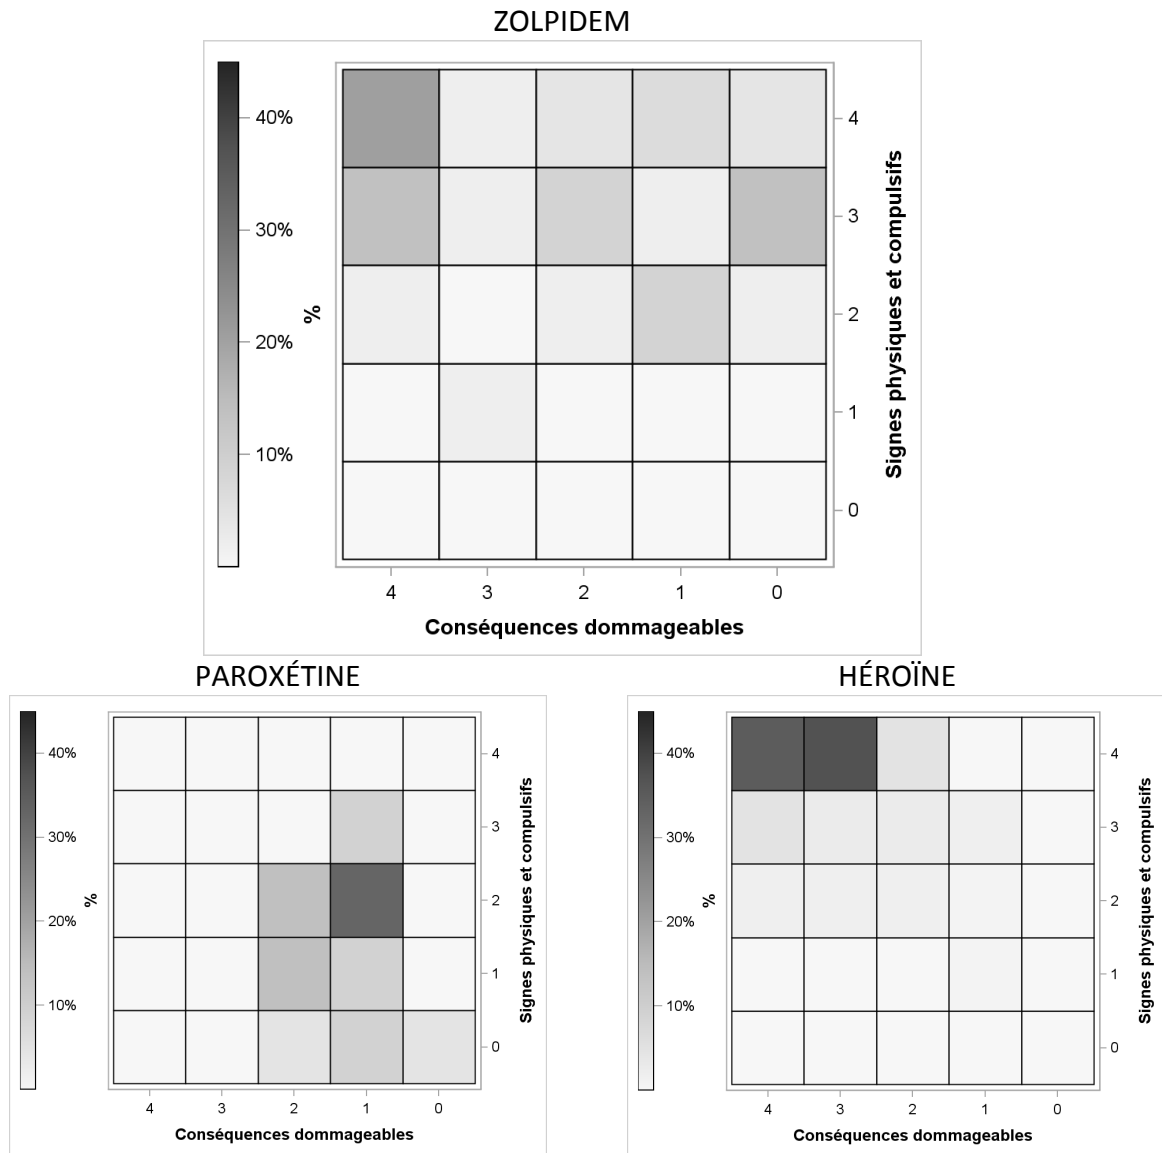 ZOLPIDEM
40%
30%
20%
10%
%
4
3
2
1
0
Signes physiques et compulsifs
4 3 2 1 0
Conséquences dommageables
PAROXÉTINE
40%
30%
20%
10%
%
4
3
2
1
0
Signes physiques et compulsifs
4 3 2 1 0
Conséquences dommageables
HÉROÏNE
40%
30%
20%
10%
%
4
3
2
1
0
Signes physiques et compulsifs
4 3 2 1 0
Conséquences dommageables